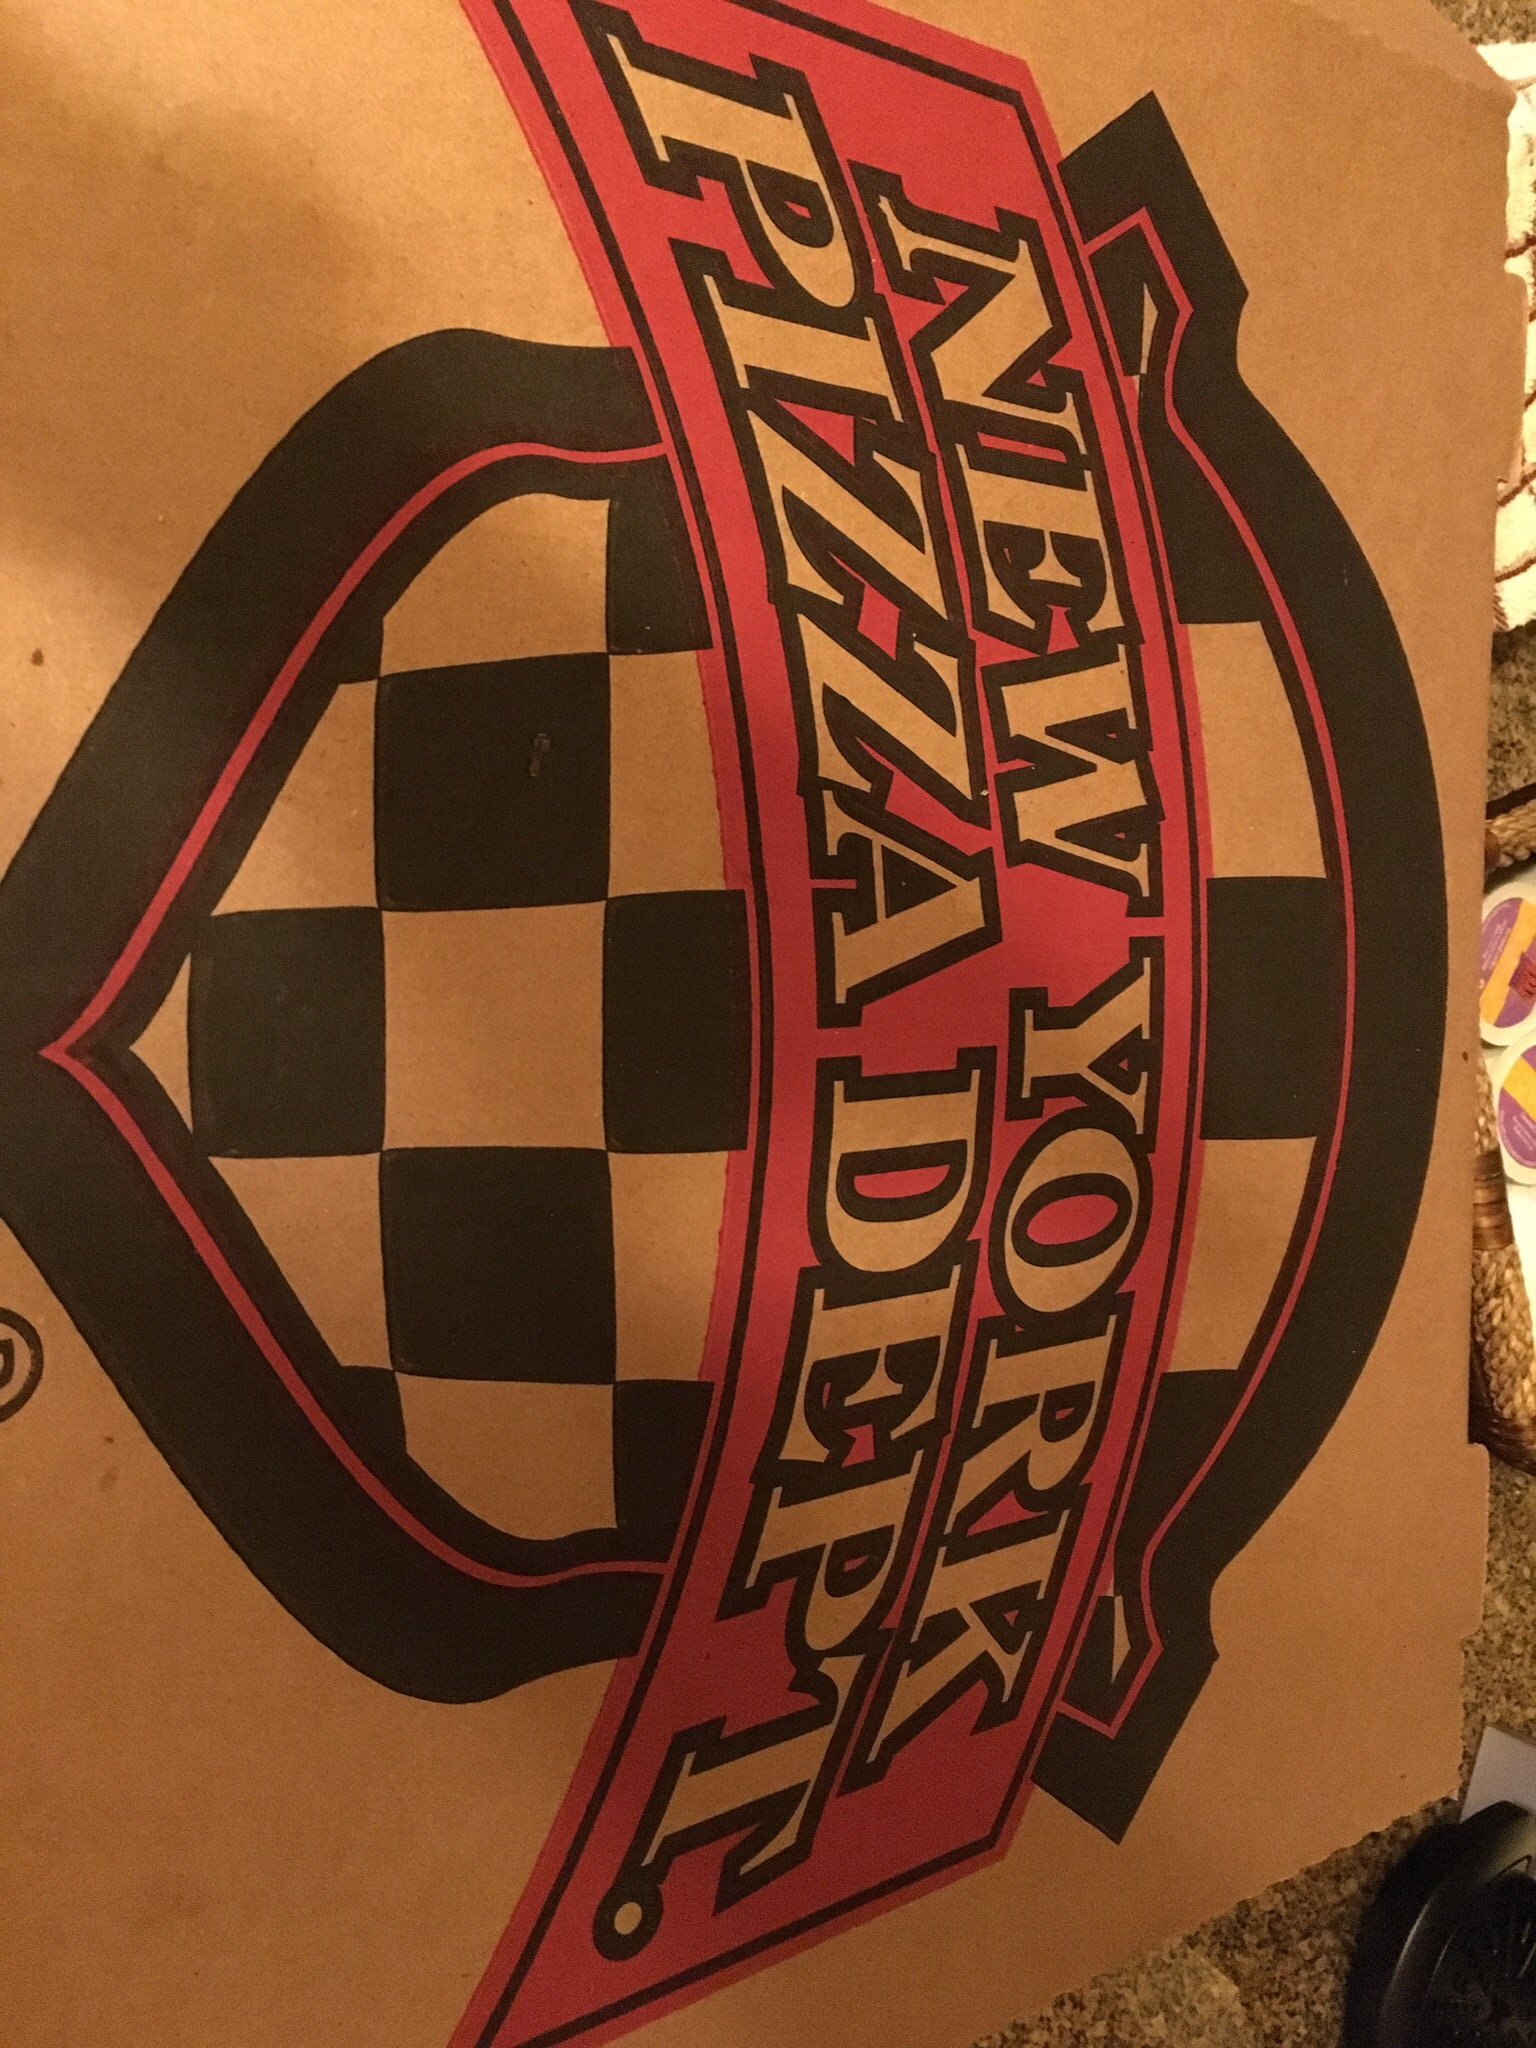 NEW YORK
PIZZA DEPT.
®